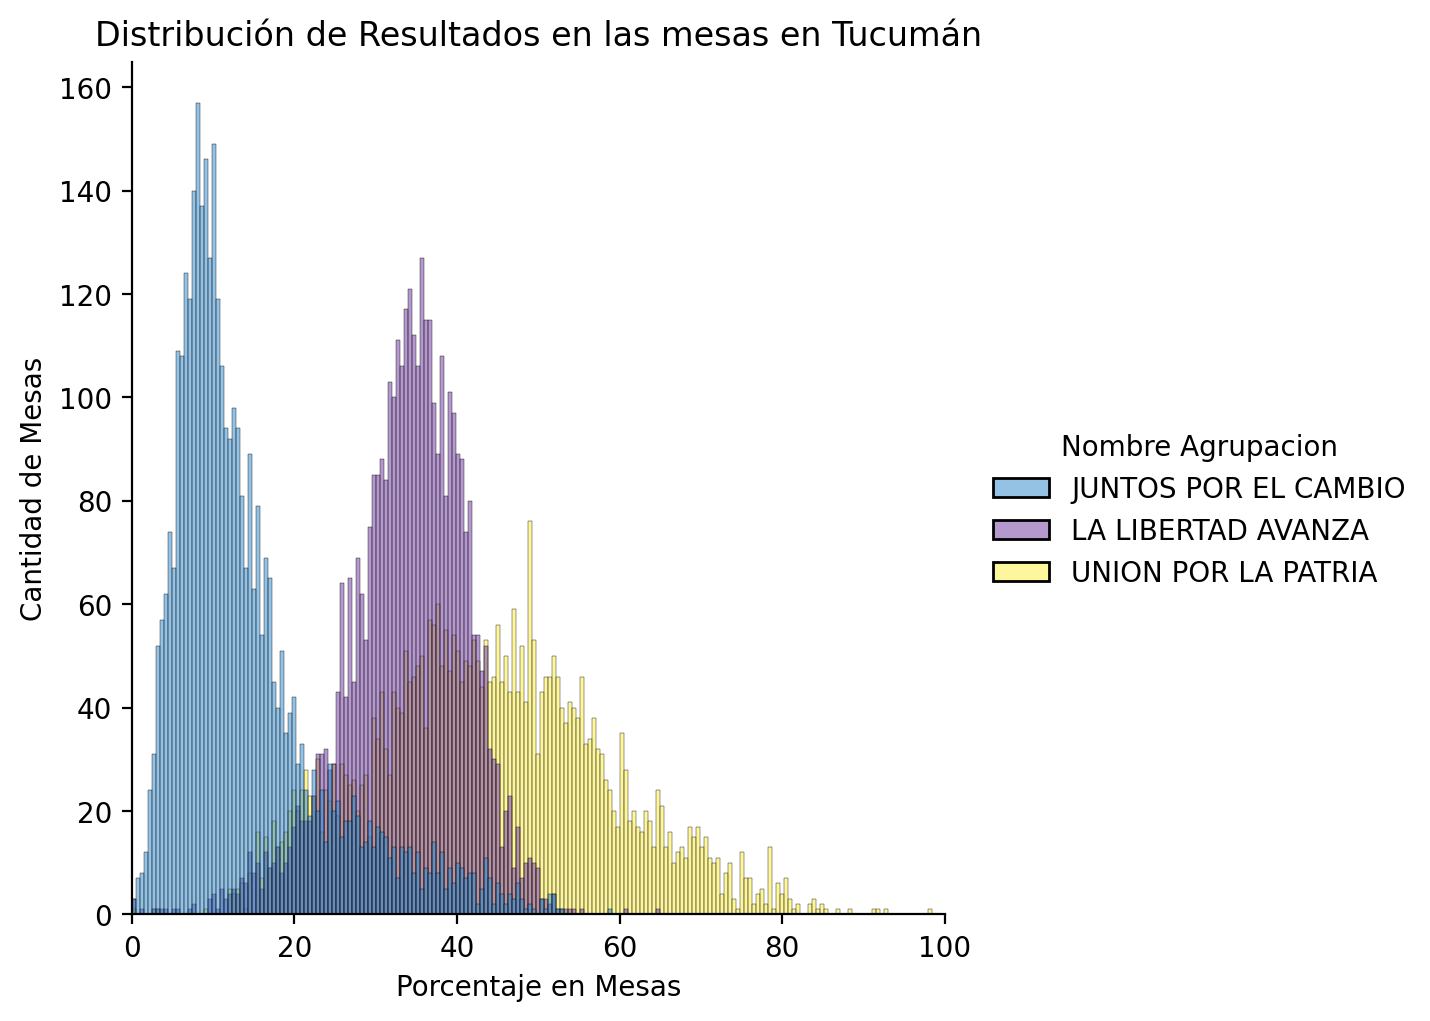 Distribución de Resultados en las mesas en Tucumán
160
140
120
100
80
60
40
20
0
Cantidad de Mesas
0 20 40 60 80 100
Porcentaje en Mesas
Nombre Agrupacion
JUNTOS POR EL CAMBIO
LA LIBERTAD AVANZA
UNION POR LA PATRIA